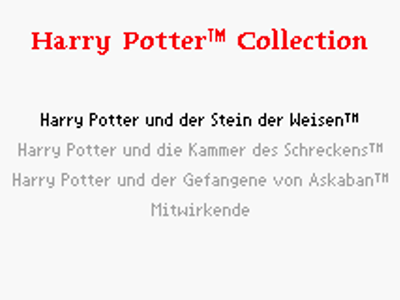 Harry Potter™ Collection
Harry Potter und der Stein der Weisen™
Harry Potter und die Kammer des Schreckens™
Harry Potter und der Gefangene von Askaban™
Mitwirkende